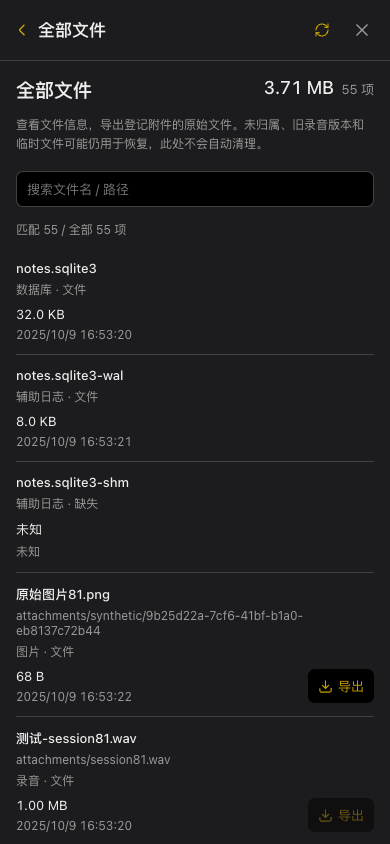 全部文件
全部文件
3.71 MB 55 项
查看文件信息，导出登记附件的原始文件。未归属、旧录音版本和
临时文件可能仍用于恢复，此处不会自动清理。
搜索文件名 / 路径
匹配 55 / 全部 55 项
notes.sqlite3
数据库 · 文件
32.0 KB
2025/10/9 16:53:20
notes.sqlite3-wal
辅助日志 · 文件
8.0 KB
2025/10/9 16:53:21
notes.sqlite3-shm
辅助日志 · 缺失
未知
未知
原始图片81.png
attachments/synthetic/9b25d22a-7cf6-41bf-b1a0-
eb8137c72b44
图片 · 文件
68 B
2025/10/9 16:53:22
导出
测试-session81.wav
attachments/session81.wav
录音 · 文件
1.00 MB
2025/10/9 16:53:20
导出